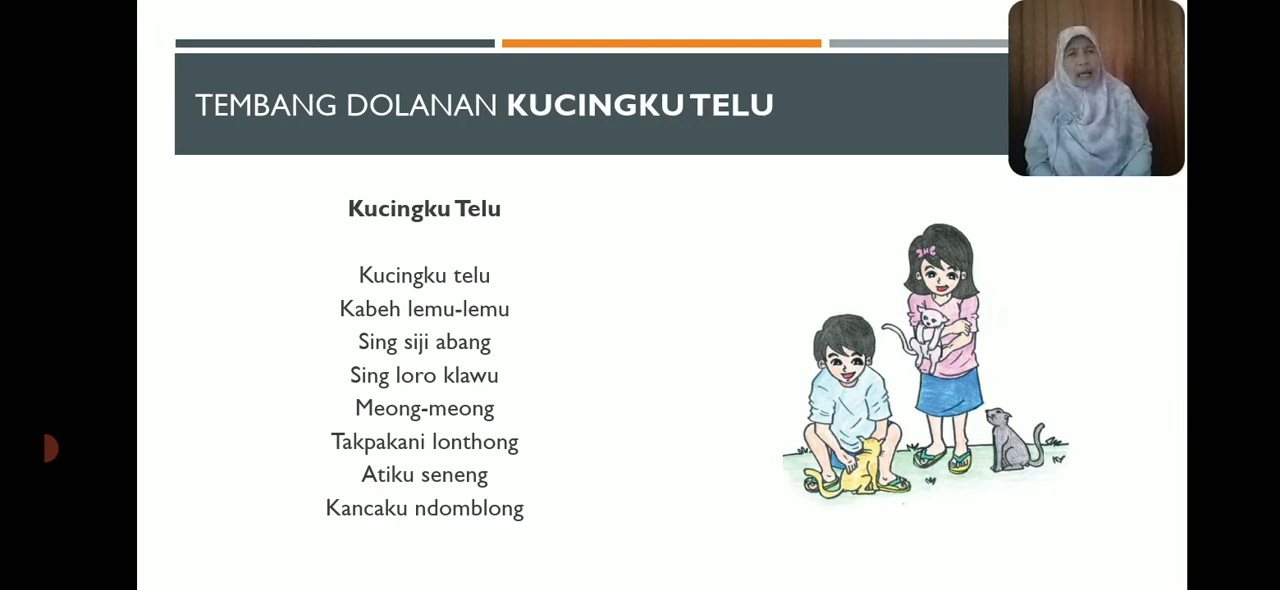 TEMBANG DOLANAN KUCINGKU TELU
Kucingku Telu
Kucingku telu
Kabeh lemu-lemu
Sing siji abang
Sing loro klawu
Meong-meong
Takpakani lonthong
Atiku seneng
Kancaku ndomblong